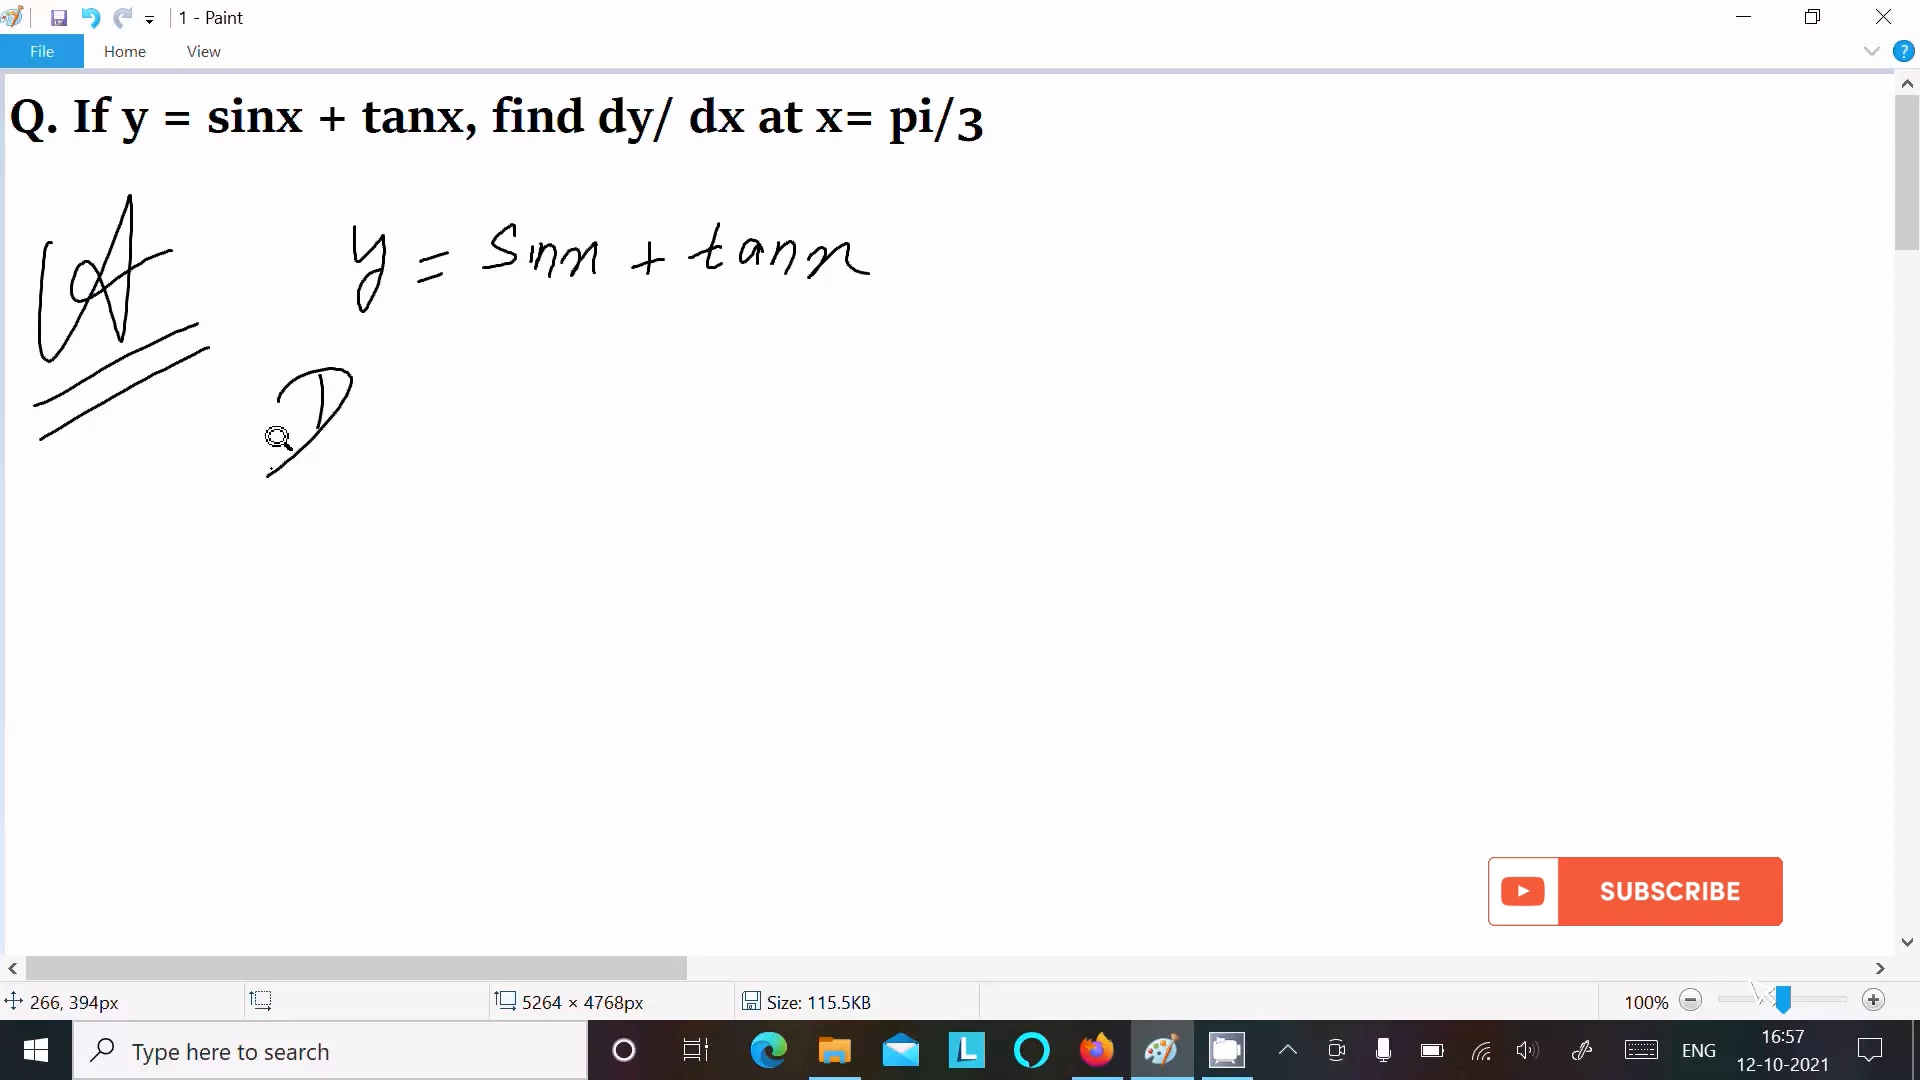 1 - Paint
File Home View
Q. If y = sinx + tanx, find dy/ dx at x= pi/3
A
y = sinx + tanx
D
SUBSCRIBE
266, 394px 5264 × 4768px Size: 115.5KB 100%
Type here to search L ENG 16:57
12-10-2021